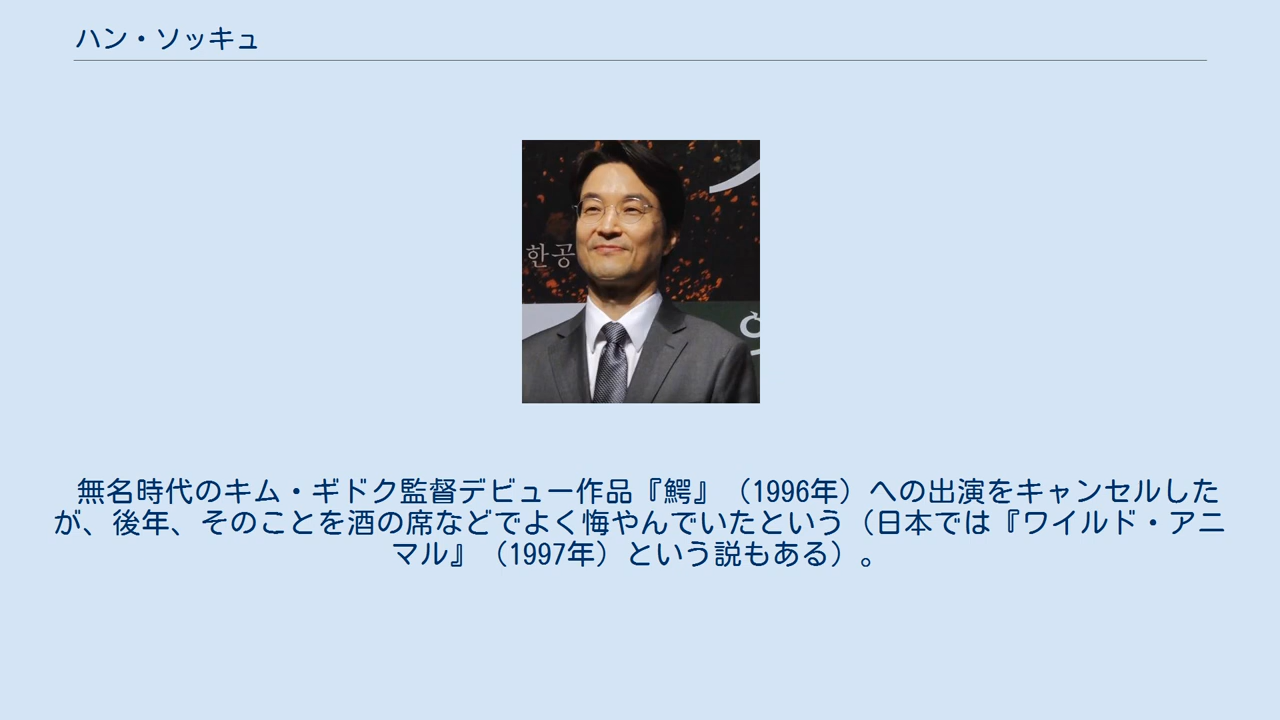 ハン・ソッキュ
한공
무名時代のキム・ギドク監督デビュー作品『鰐』（1996年）への出演をキャンセルした
が、後年、そのことを酒の席などでよく悔やんでいたという（日本では『ワイルド・アニ
マル』（1997年）という説もある）。